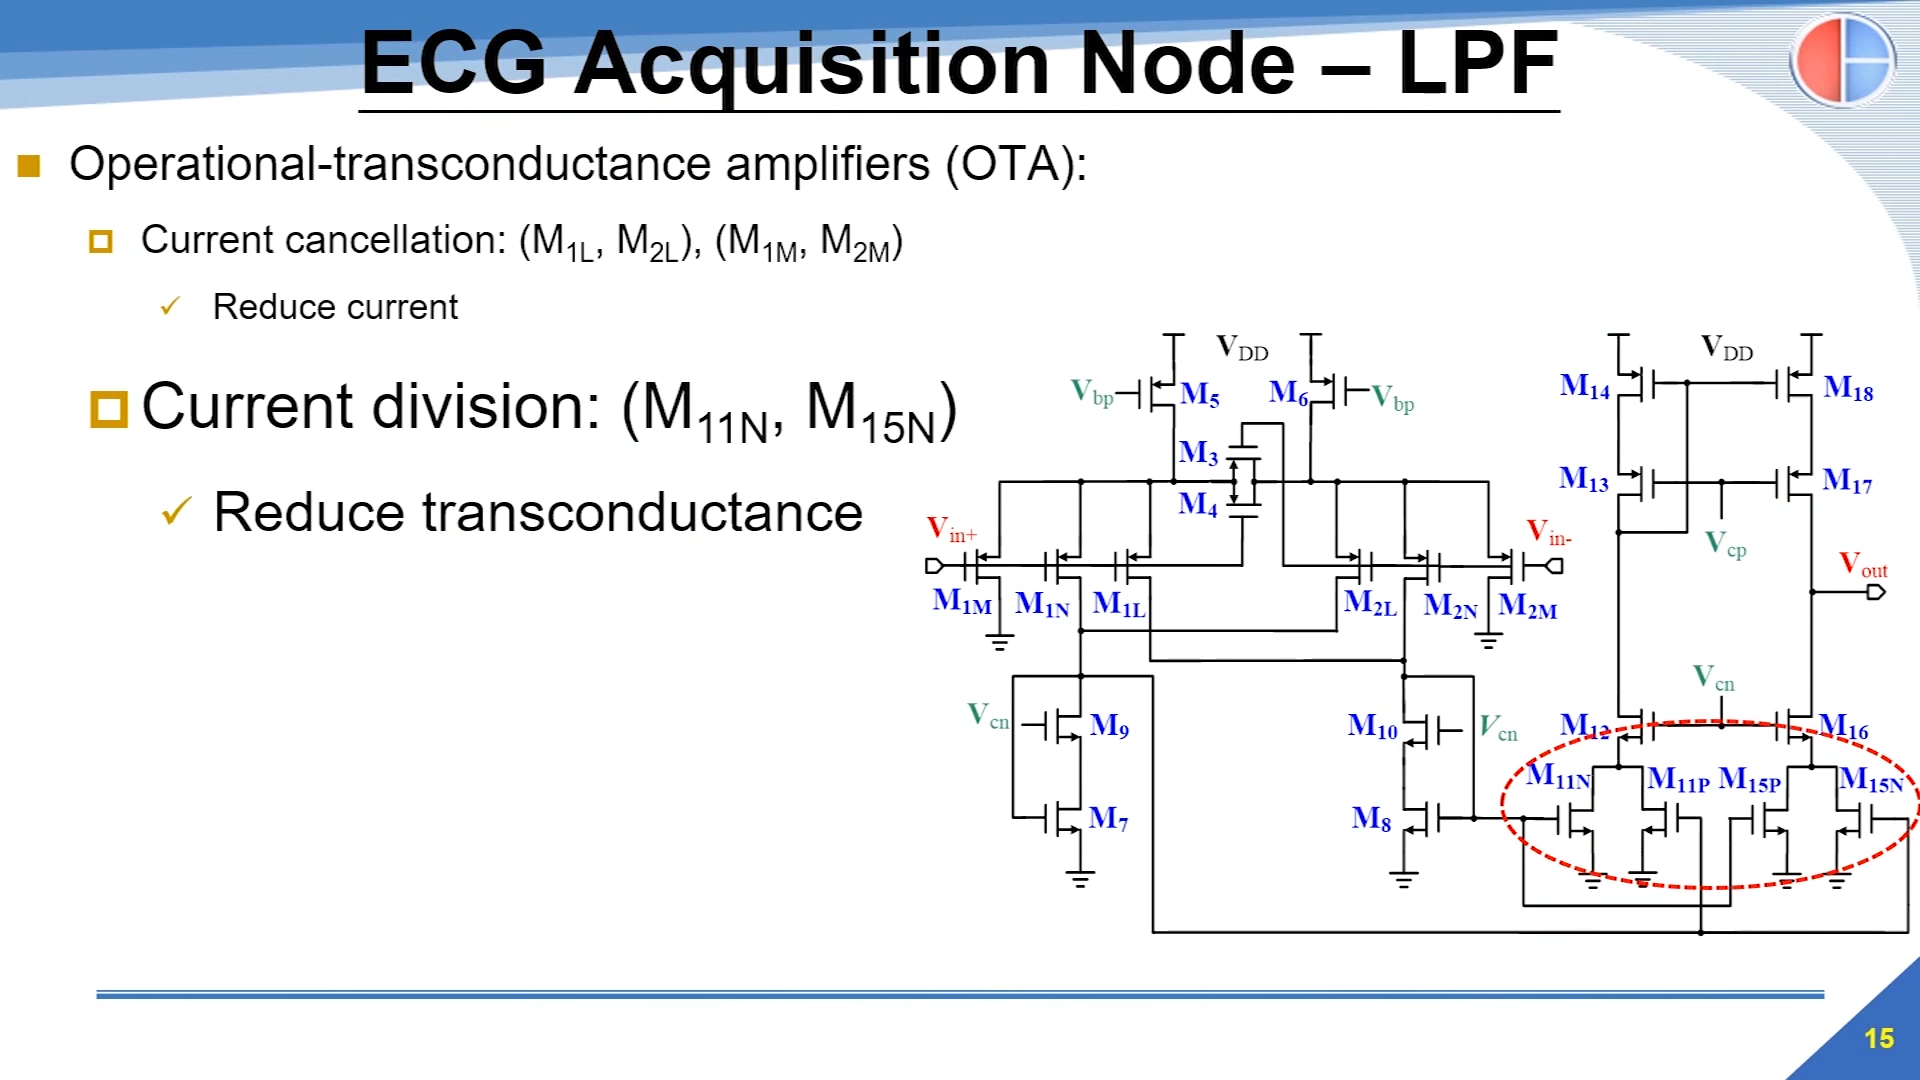 ECG Acquisition Node – LPF
Operational-transconductance amplifiers (OTA):
Current cancellation: (M1L, M2L), (M1M, M2M)
Reduce current
Current division: (M11N, M15N)
Reduce transconductance
VDD VDD
Vbp M5 M6 Vbp M14 M18
M3 M13 M17
M4
Vin+ Vin- Vcp Vout
M1M M1N M1L M2L M2N M2M
Vcn
Vcn M9 M10 Vcn M12 M16
M11N M11P M15P M15N
M7 M8
15